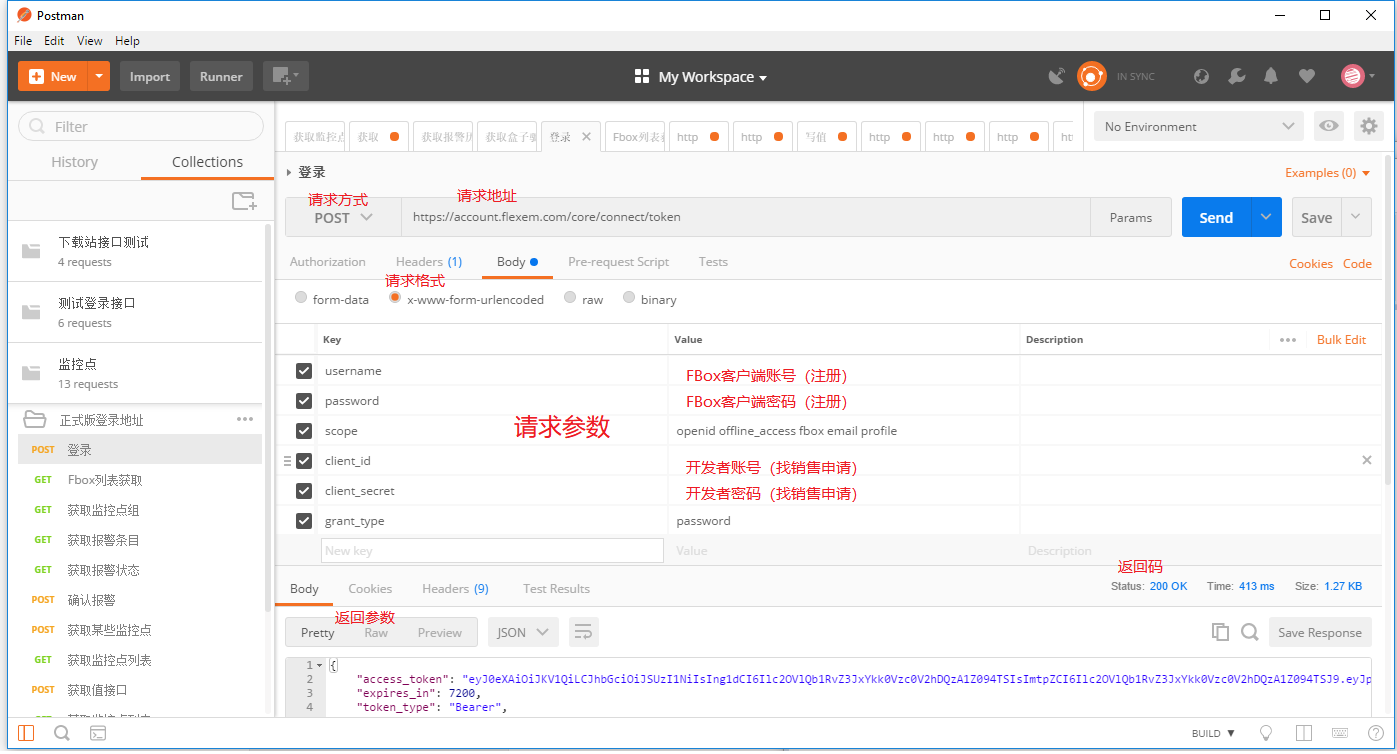 Postman
File Edit View Help
New Import Runner My Workspace IN SYNC
Filter
History Collections
下载站接口测试
4 requests
测试登录接口
6 requests
监控点
13 requests
正式版登录地址
POST 登录
GET Fbox列表获取
GET 获取监控点组
GET 获取报警条目
GET 获取报警状态
POST 确认报警
POST 获取某些监控点
GET 获取监控点列表
POST 获取值接口
获取监控点 获取 获取报警历 获取盒子 登录 Fbox列表 http http 写值 http http http
No Environment
登录
Examples (0)
请求方式 请求地址
POST https://account.flexem.com/core/connect/token Params Send Save
Authorization Headers (1) Body Pre-request Script Tests Cookies Code
请求格式
form-data x-www-form-urlencoded raw binary
Key Value Description Bulk Edit
username FBox客户端账号（注册）
password FBox客户端密码（注册）
请求参数
scope openid offline_access fbox email profile
client_id 开发者账号（找销售申请）
client_secret 开发者密码（找销售申请）
grant_type password
New key Value Description
返回码
Body Cookies Headers (9) Test Results Status: 200 OK Time: 413 ms Size: 1.27 KB
返回参数
Pretty Raw Preview JSON Save Response
1 {
2 "access_token": "eyJ0eXAiOiJKV1QiLCJhbGciOiJSUzI1NiIsIng1dCI6Ilc2OVlQb1RvZ3JxYkk0Vzc0V2hDQzA1Z094TSIsImtpZCI6Ilc2OVlQb1RvZ3JxYkk0Vzc0V2hDQzA1Z094TSJ9.eyJp
3 "expires_in": 7200,
4 "token_type": "Bearer",
BUILD